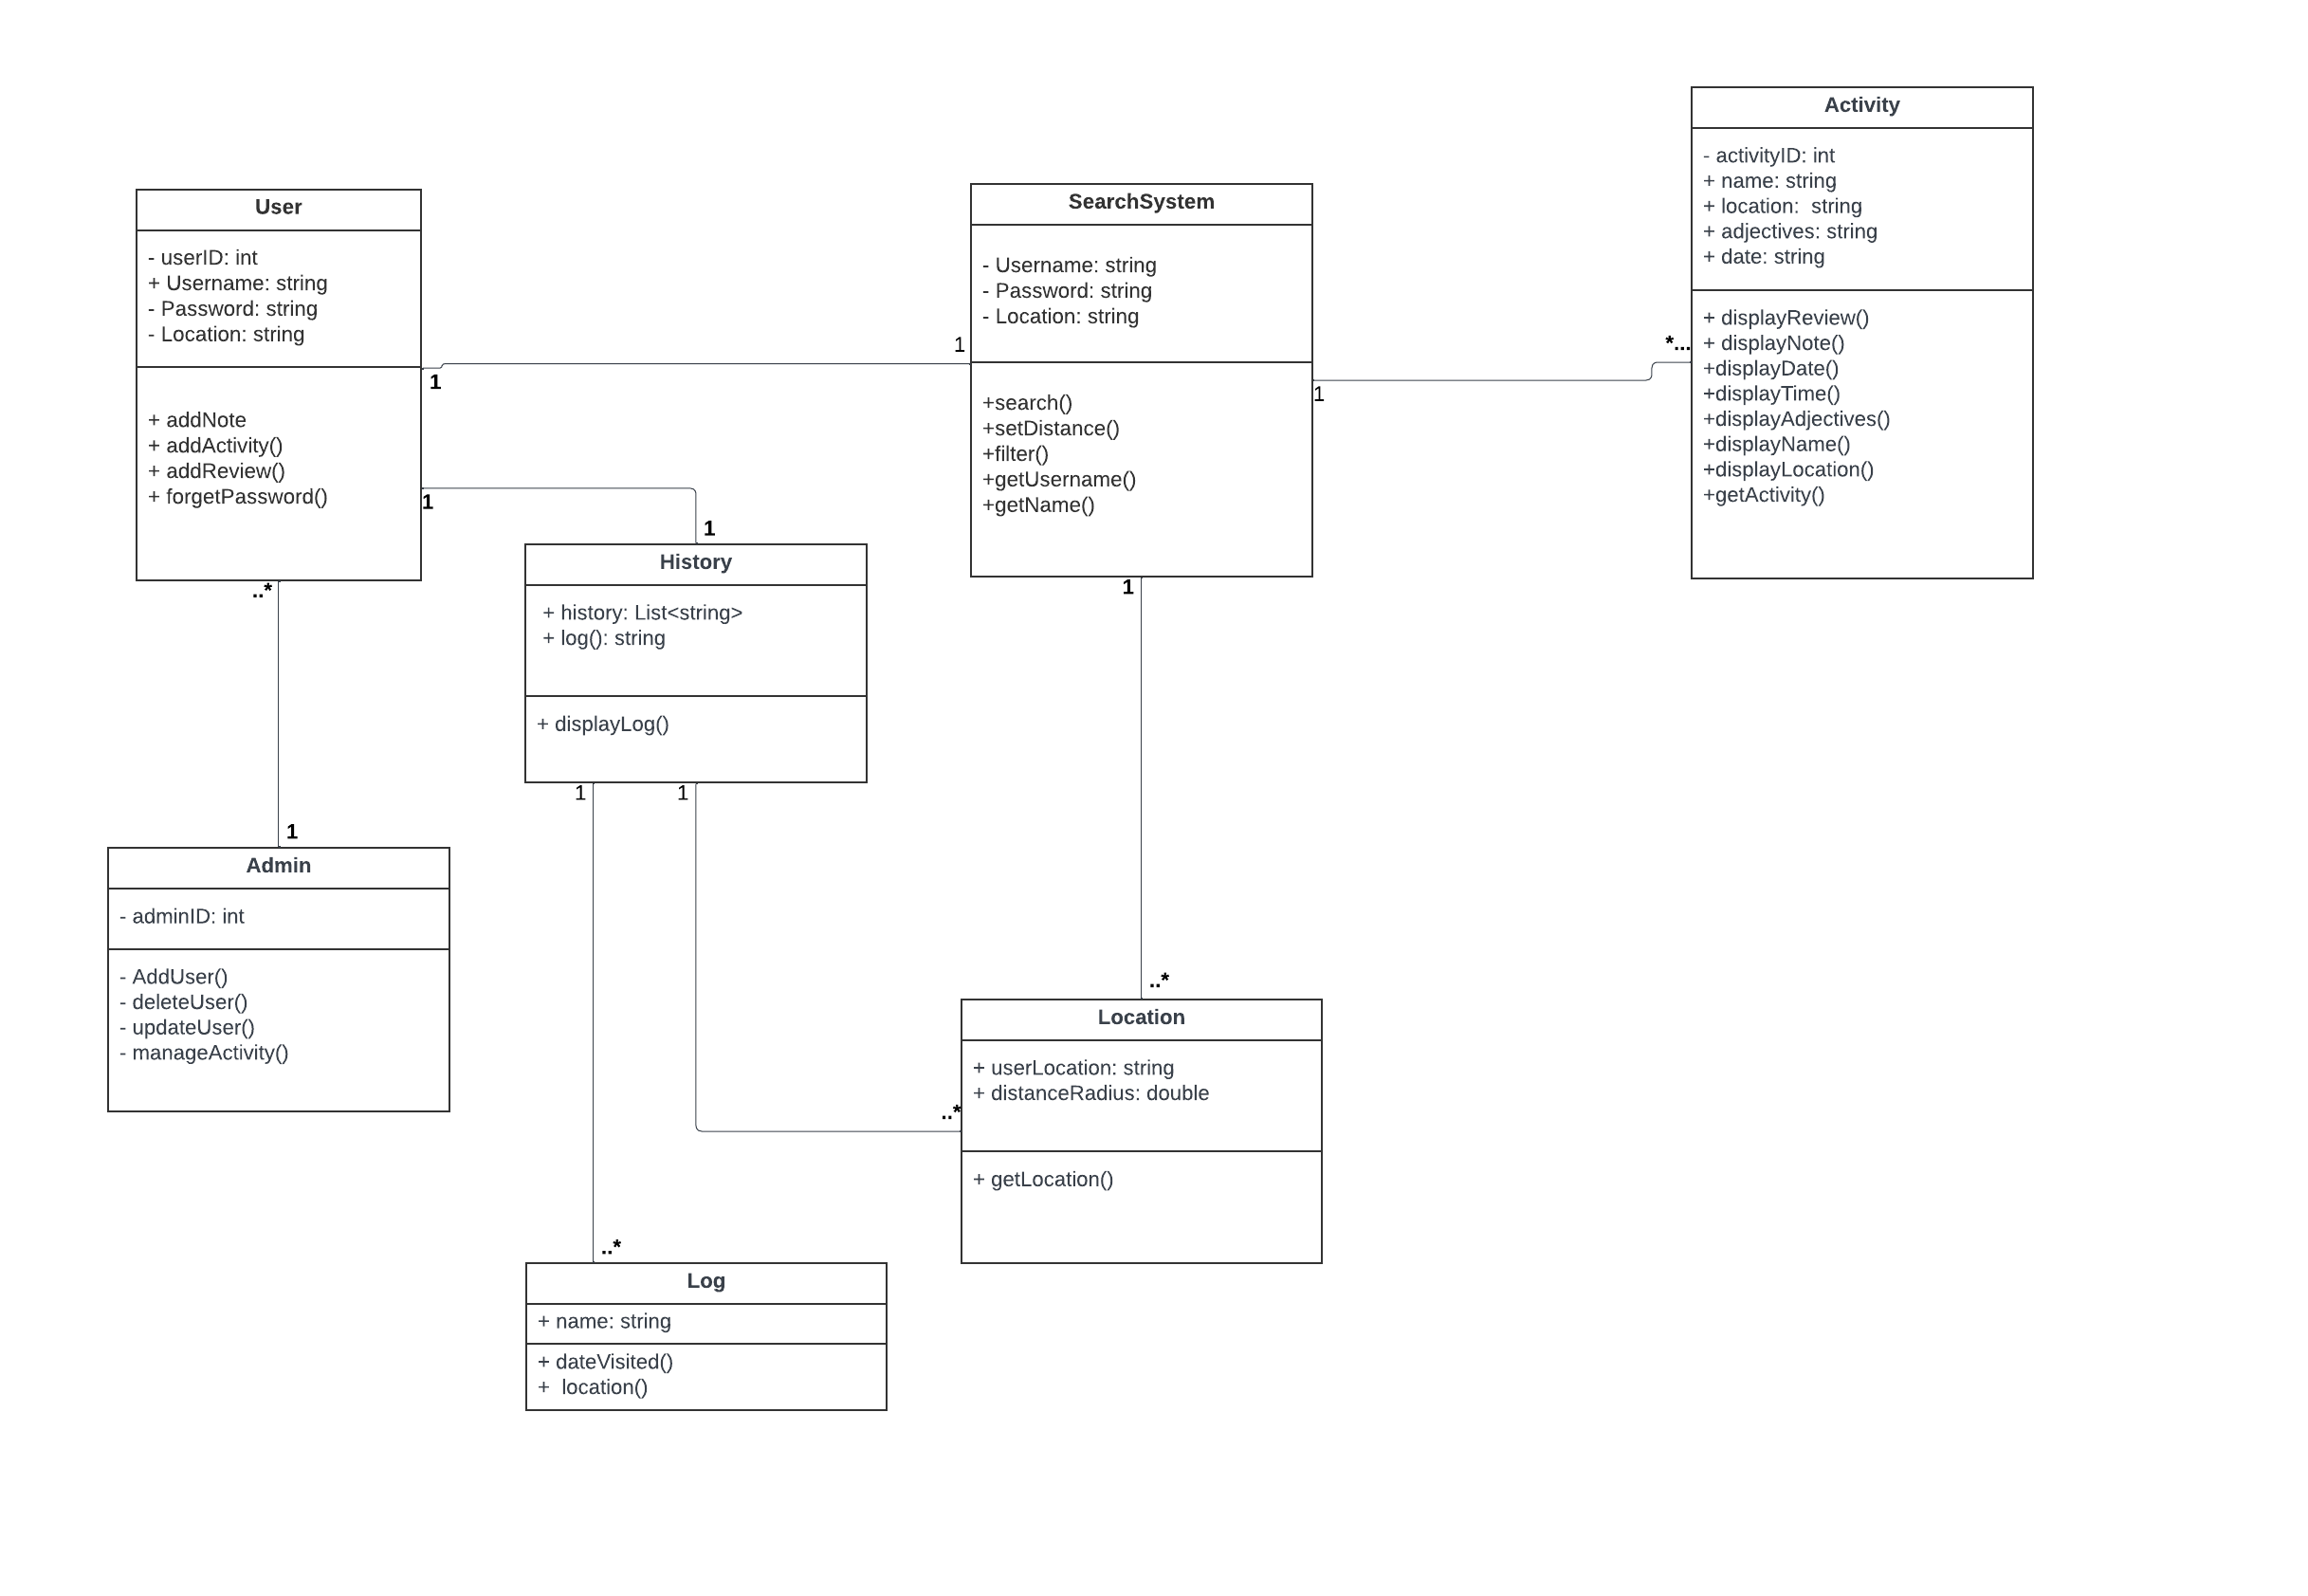 User
- userID: int
+ Username: string
- Password: string
- Location: string
+ addNote
+ addActivity()
+ addReview()
+ forgetPassword()
1
1
1
..*
SearchSystem
- Username: string
- Password: string
- Location: string
+search()
+setDistance()
+filter()
+getUsername()
+getName()
1
1
Activity
- activityID: int
+ name: string
+ location:  string
+ adjectives: string
+ date: string
+ displayReview()
+ displayNote()
+displayDate()
+displayTime()
+displayAdjectives()
+displayName()
+displayLocation()
+getActivity()
*...
1
History
+ history: List<string>
+ log(): string
+ displayLog()
1
1
1
Admin
- adminID: int
- AddUser()
- deleteUser()
- updateUser()
- manageActivity()
..*
Location
+ userLocation: string
+ distanceRadius: double
+ getLocation()
..*
..*
Log
+ name: string
+ dateVisited()
+  location()